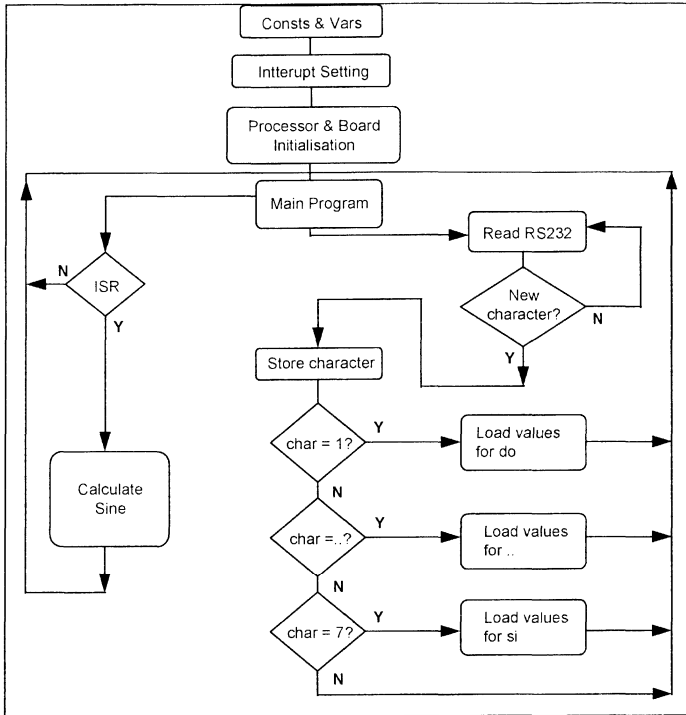 Consts & Vars
Intterupt Setting
Processor & Board
Initialisation
Main Program
Read RS232
N
ISR
New
character?
N
Y
Y
Store character
char = 1?
Y
Load values
for do
N
Calculate
Sine
char =..?
Y
Load values
for ..
N
char = 7?
Y
Load values
for si
N